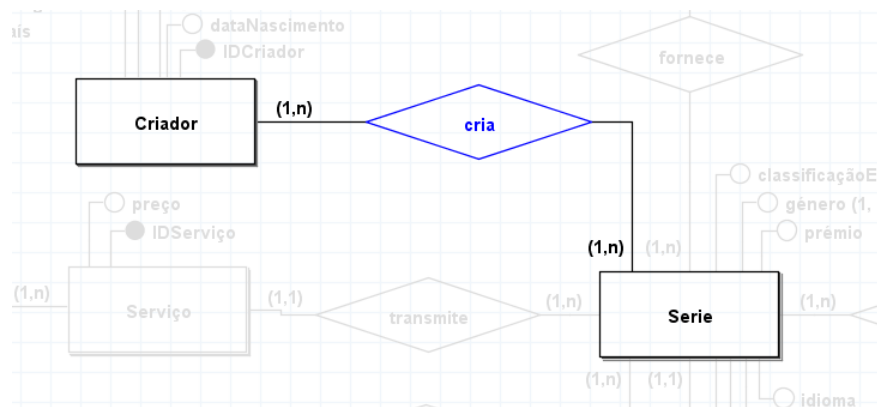 aís
dataNascimento
IDCriador
fornece
Criador
(1,n)
cria
classificaçãoE
gênero (1,
prêmio
preço
IDServiço
(1,n)
(1,n)
(1,n)
Serviço
(1,1)
transmite
(1,n)
Serie
(1,n)
(1,n)
(1,1)
idioma